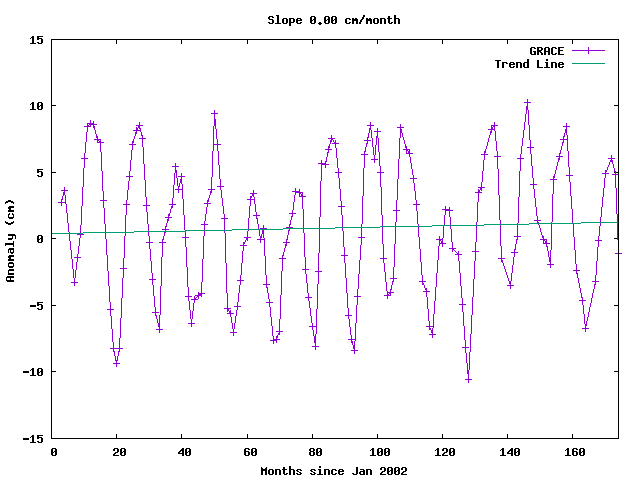 Slope 0.00 cm/month
GRACE
Trend Line
Anomaly (cm)
15
10
5
0
-5
-10
-15
0 20 40 60 80 100 120 140 160
Months since Jan 2002